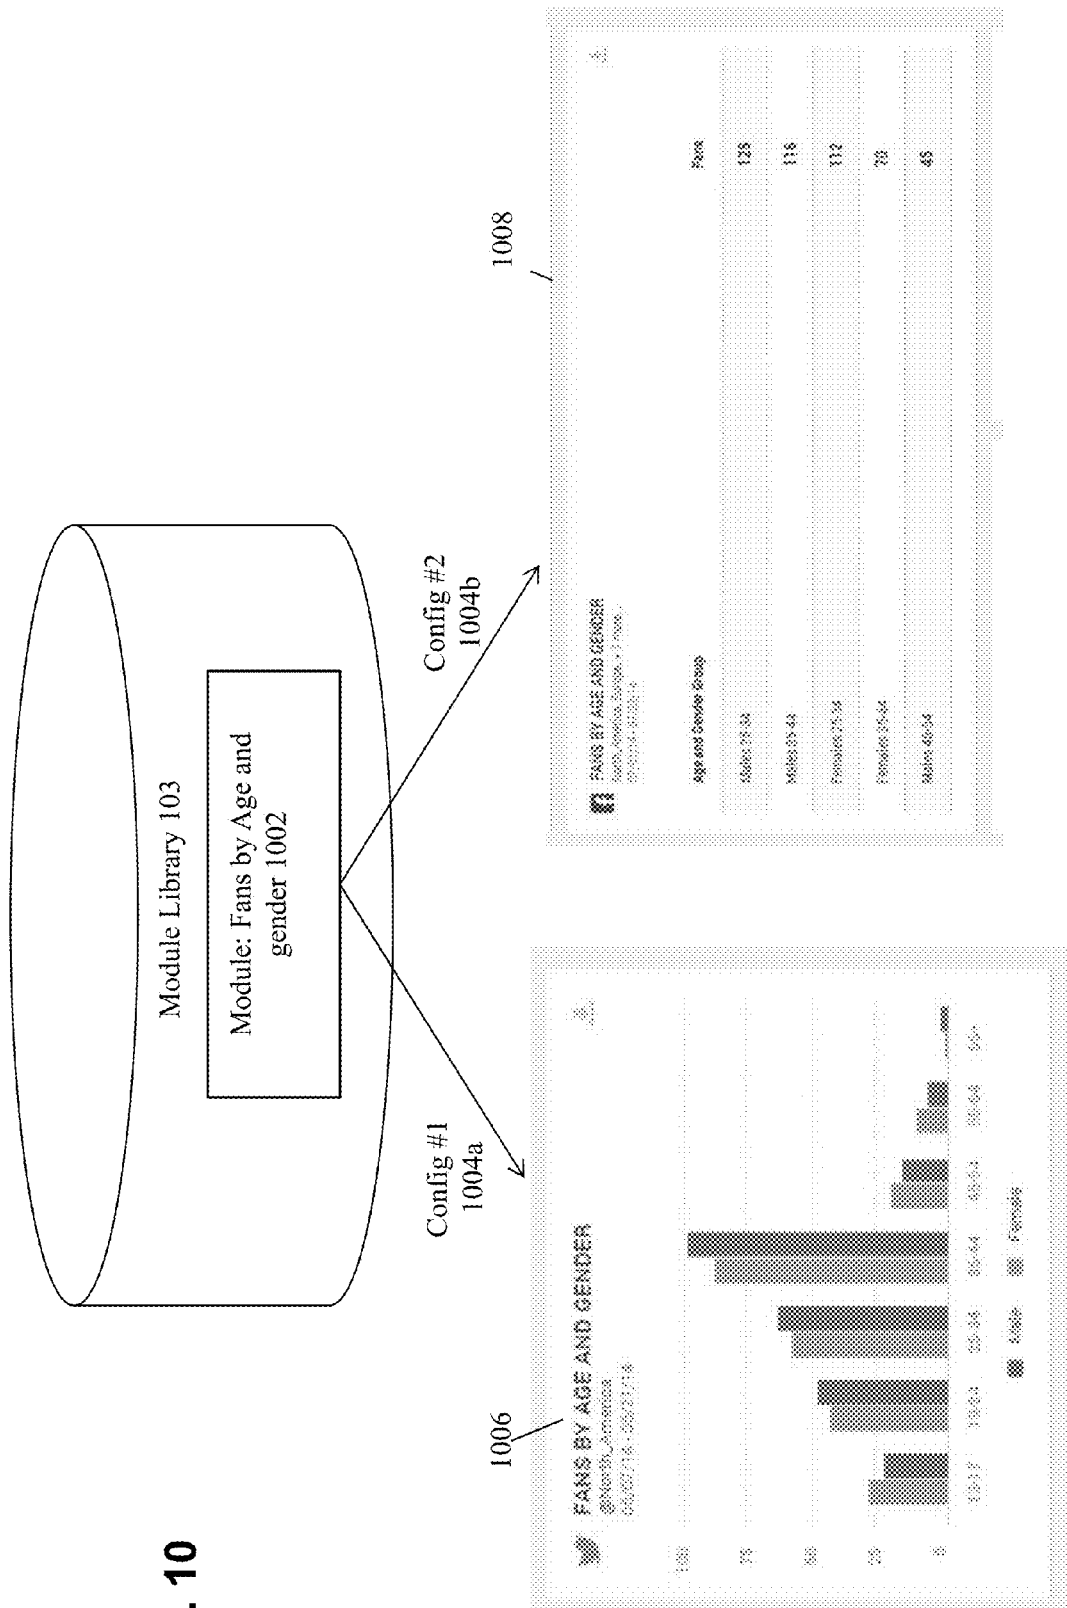 . 10
Module Library 103
Module: Fans by Age and
gender 1002
Config #1
1004a
Config #2
1004b
1006
FANS BY AGE AND GENDER
@North_America
100
75
50
25
0
13-17
18-24
25-34
35-44
45-54
55-64
Male
Female
1008
FANS BY AGE AND GENDER
Age and Gender Group
Fans
Males 25-34
Males 35-44
116
Females 25-34
112
Females 35-44
70
Males 45-54
45